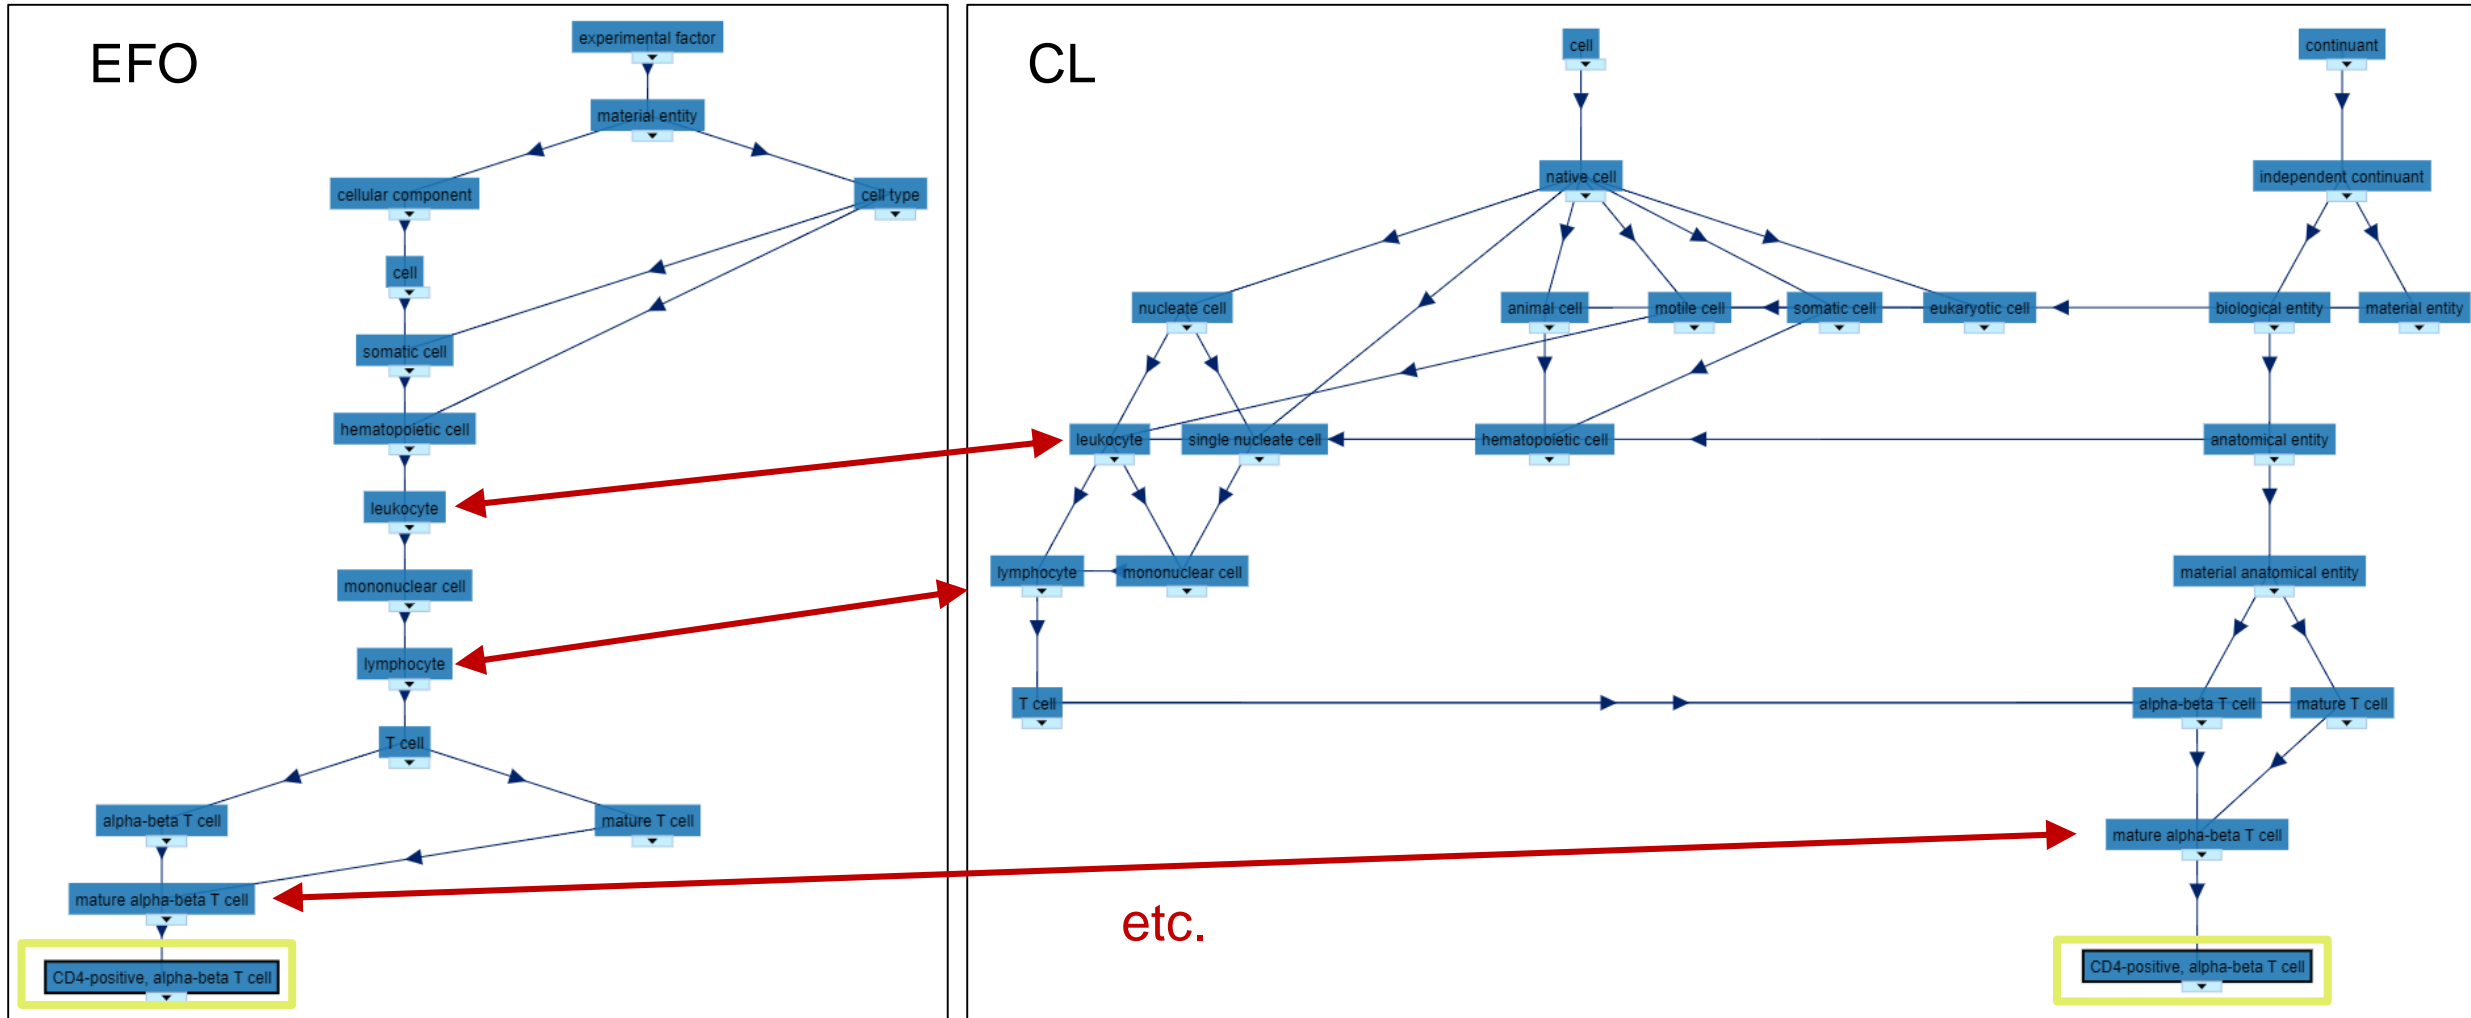 EFO
experimental factor
material entity
cellular component
cell type
cell
somatic cell
hematopoietic cell
leukocyte
mononuclear cell
lymphocyte
T cell
alpha-beta T cell
mature T cell
mature alpha-beta T cell
CD4-positive, alpha-beta T cell
CL
cell
continuant
native cell
independent continuant
nucleate cell
animal cell
motile cell
somatic cell
eukaryotic cell
biological entity
material entity
leukocyte
single nucleate cell
hematopoietic cell
anatomical entity
lymphocyte
mononuclear cell
material anatomical entity
T cell
alpha-beta T cell
mature T cell
mature alpha-beta T cell
etc.
CD4-positive, alpha-beta T cell